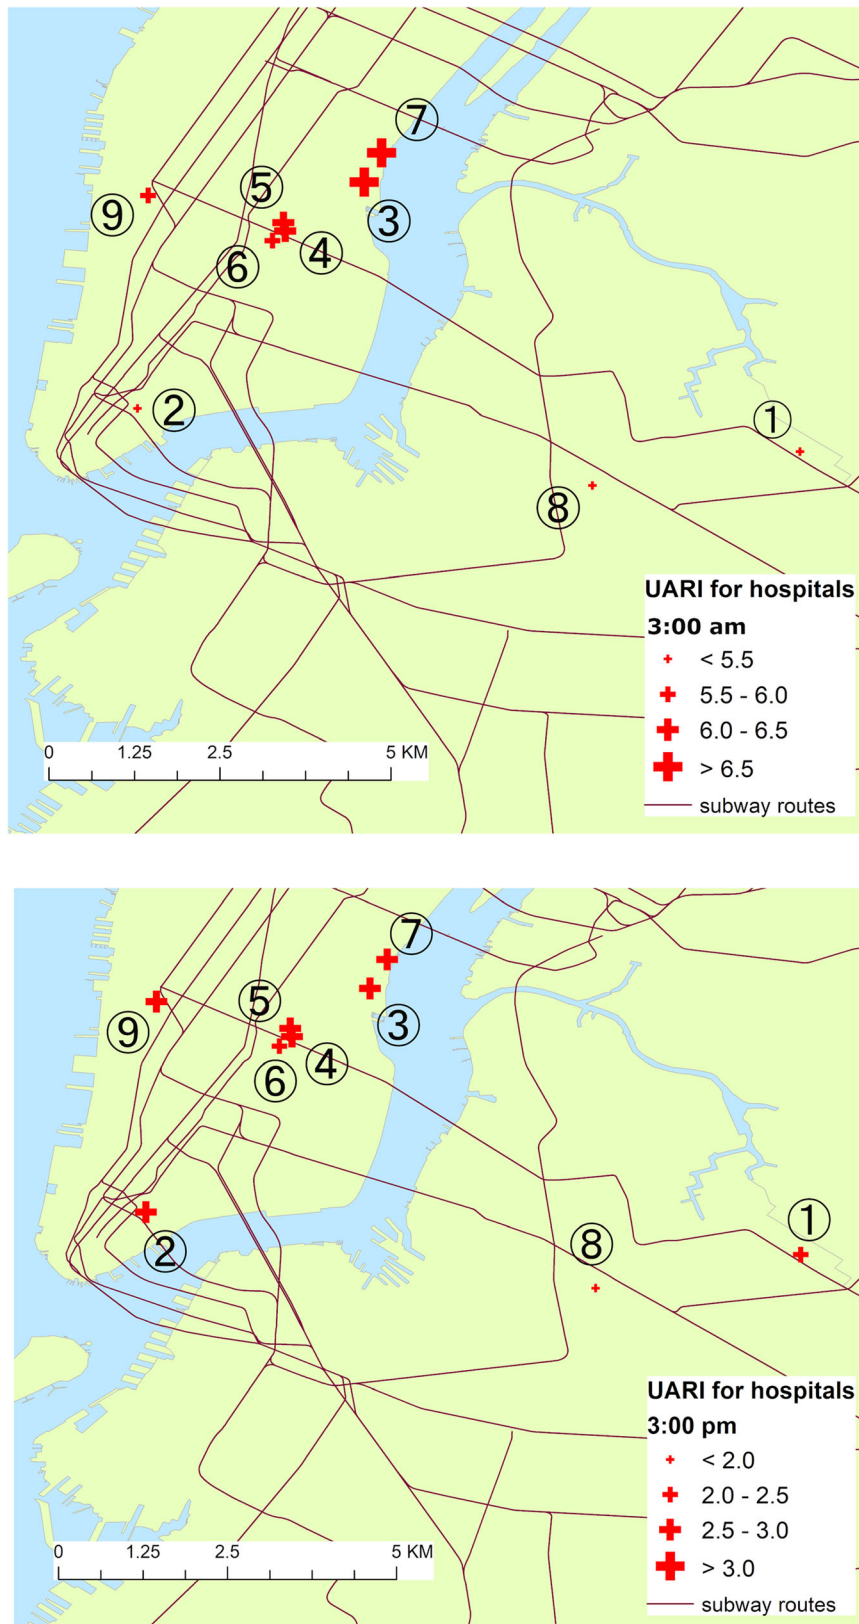 ⑦
⑤
⑨
③
④
⑥
②
①
⑧
UARI for hospitals
3:00 am
< 5.5
5.5 - 6.0
6.0 - 6.5
> 6.5
subway routes
0 1.25 2.5 5 KM
⑦
⑤
③
⑨
④
⑥
①
⑧
②
UARI for hospitals
3:00 pm
< 2.0
2.0 - 2.5
2.5 - 3.0
> 3.0
subway routes
0 1.25 2.5 5 KM